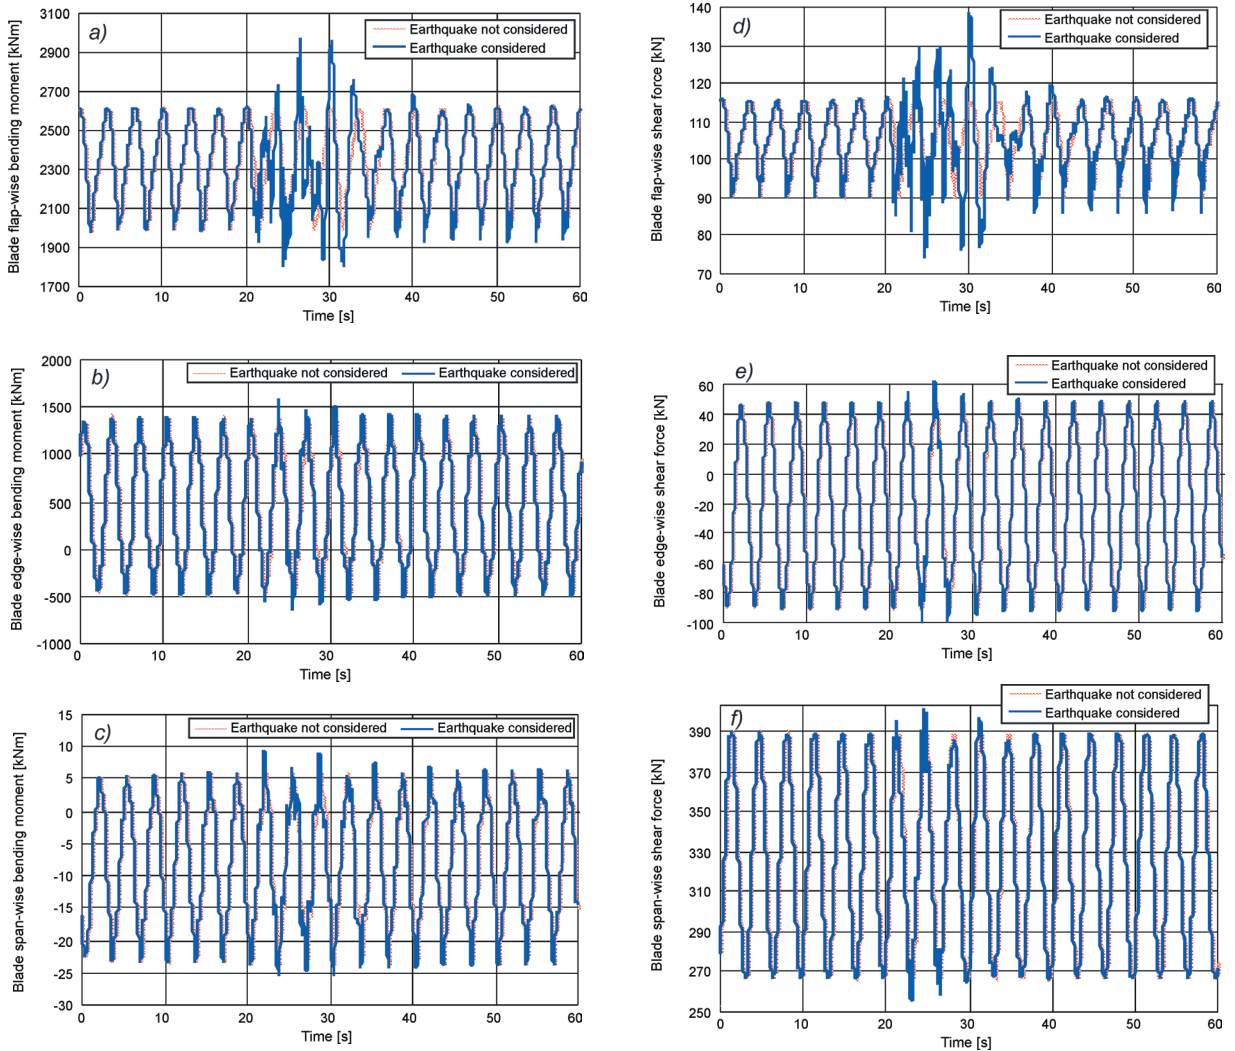 a)
Earthquake not considered
Earthquake considered
Blade flap-wise bending moment [kNm]
3100
2900
2700
2500
2300
2100
1900
1700
0 10 20 30 40 50 60
Time [s]
d)
Earthquake not considered
Earthquake considered
Blade flap-wise shear force [kN]
140
130
120
110
100
90
80
70
0 10 20 30 40 50 60
Time [s]
b)
Earthquake not considered Earthquake considered
Blade edge-wise bending moment [kNm]
2000
1500
1000
500
0
-500
-1000
0 10 20 30 40 50 60
Time [s]
e)
Earthquake not considered
Earthquake considered
Blade edge-wise shear force [kN]
60
40
20
0
-20
-40
-60
-80
-100
0 10 20 30 40 50 60
Time [s]
c)
Earthquake not considered Earthquake considered
Blade span-wise bending moment [kNm]
15
10
5
0
-5
-10
-15
-20
-25
-30
0 10 20 30 40 50 60
Time [s]
f)
Earthquake not considered
Earthquake considered
Blade span-wise shear force [kN]
390
370
350
330
310
290
270
250
0 10 20 30 40 50 60
Time [s]